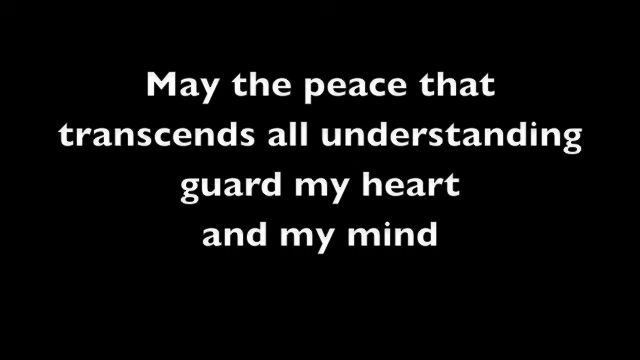 May the peace that
transcends all understanding
guard my heart
and my mind